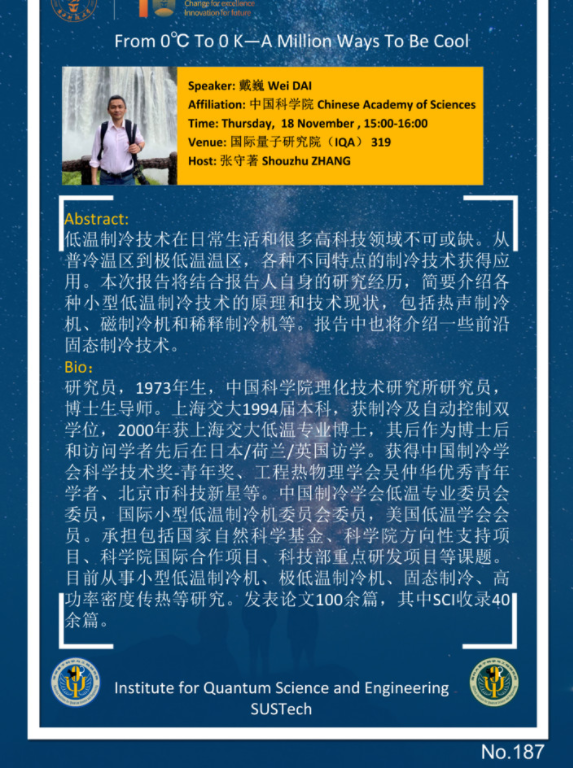 Change for excellence
Innovation for future
From 0℃ To 0 K—A Million Ways To Be Cool
Speaker: 戴巍 Wei DAI
Affiliation: 中国科学院 Chinese Academy of Sciences
Time: Thursday, 18 November , 15:00-16:00
Venue: 国际量子研究院（IQA） 319
Host: 张守著 Shouzhu ZHANG
Abstract:
低温制冷技术在日常生活和很多高科技领域不可或缺。从
普冷温区到极低温温区，各种不同特点的制冷技术获得应
用。本次报告将结合报告人自身的研究经历，简要介绍各
种小型低温制冷技术的原理和技术现状，包括热声制冷
机、磁制冷机和稀释制冷机等。报告中也将介绍一些前沿
固态制冷技术。
Bio：
研究员，1973年生，中国科学院理化技术研究所研究员，
博士生导师。上海交大1994届本科，获制冷及自动控制双
学位，2000年获上海交大低温专业博士，其后作为博士后
和访问学者先后在日本/荷兰/英国访学。获得中国制冷学
会科学技术奖-青年奖、工程热物理学会吴仲华优秀青年
学者、北京市科技新星等。中国制冷学会低温专业委员会
委员，国际小型低温制冷机委员会委员，美国低温学会会
员。承担包括国家自然科学基金、科学院方向性支持项
目、科学院国际合作项目、科技部重点研发项目等课题。
目前从事小型低温制冷机、极低温制冷机、固态制冷、高
功率密度传热等研究。发表论文100余篇，其中SCI收录40
余篇。
Institute for Quantum Science and Engineering
SUSTech
No.187